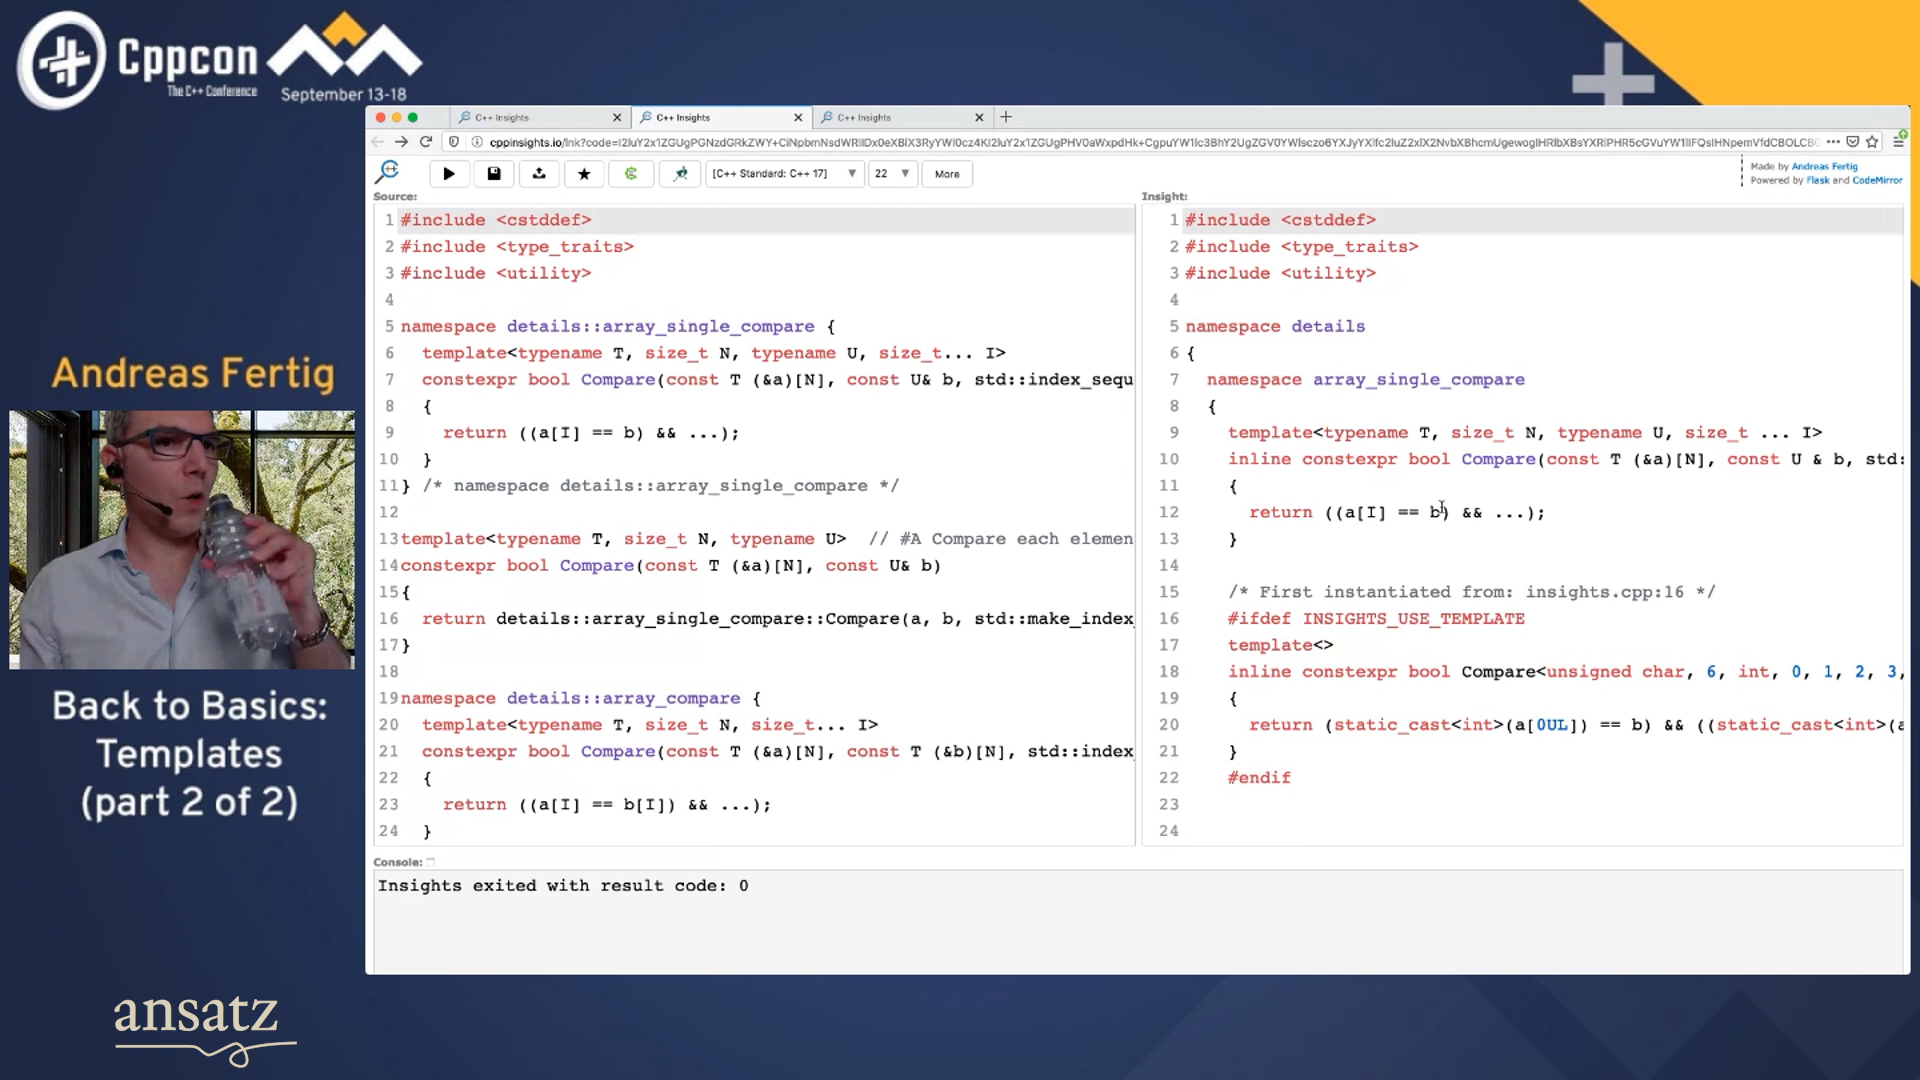 Cppcon
The C++ Conference
September 13-18
Andreas Fertig
Back to Basics:
Templates
(part 2 of 2)
ansatz
C++ Insights
C++ Insights
C++ Insights
[C++ Standard: C++ 17]
22
More
Made by Andreas Fertig
Powered by Flask and CodeMirror
Source:
1 #include <cstddef>
2 #include <type_traits>
3 #include <utility>
4
5 namespace details::array_single_compare {
6 template<typename T, size_t N, typename U, size_t... I>
7 constexpr bool Compare(const T (&a)[N], const U& b, std::index_sequ
8 {
9 return ((a[I] == b) && ...);
10 }
11 } /* namespace details::array_single_compare */
12
13 template<typename T, size_t N, typename U> // #A Compare each elemen
14 constexpr bool Compare(const T (&a)[N], const U& b)
15 {
16 return details::array_single_compare::Compare(a, b, std::make_index_
17 }
18
19 namespace details::array_compare {
20 template<typename T, size_t N, size_t... I>
21 constexpr bool Compare(const T (&a)[N], const T (&b)[N], std::index_
22 {
23 return ((a[I] == b[I]) && ...);
24 }
Insight:
1 #include <cstddef>
2 #include <type_traits>
3 #include <utility>
4
5 namespace details
6 {
7 namespace array_single_compare
8 {
9 template<typename T, size_t N, typename U, size_t ... I>
10 inline constexpr bool Compare(const T (&a)[N], const U & b, std:
11 {
12 return ((a[I] == b) && ...);
13 }
14
15 /* First instantiated from: insights.cpp:16 */
16 #ifdef INSIGHTS_USE_TEMPLATE
17 template<>
18 inline constexpr bool Compare<unsigned char, 6, int, 0, 1, 2, 3,
19 {
20 return (static_cast<int>(a[0UL]) == b) && ((static_cast<int>(a
21 }
22 #endif
23
24
Console:
Insights exited with result code: 0